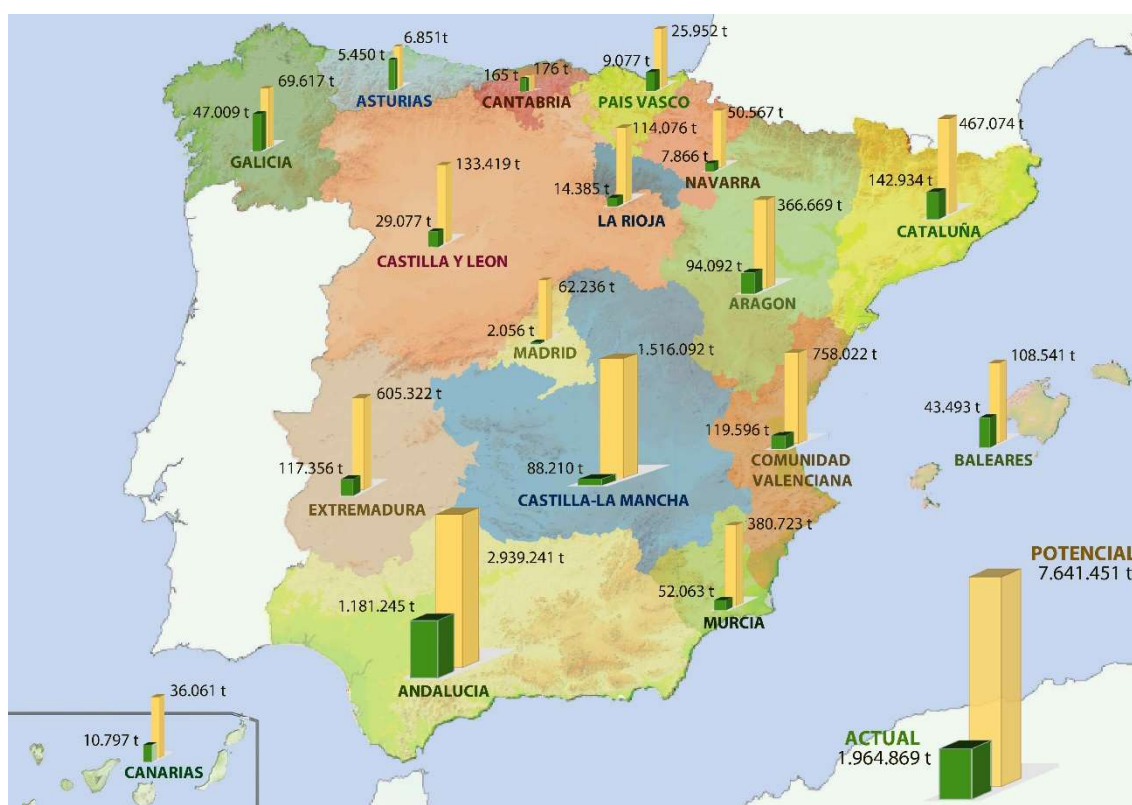 25.952 t
6.851t
5.450 t
9.077 t
165 t
176 t
69.617 t
ASTURIAS
CANTABRIA
PAIS VASCO
47.009 t
50.567 t
114.076 t
467.074 t
GALICIA
133.419 t
7.866 t
NAVARRA
142.934 t
14.385 t
366.669 t
LA RIOJA
29.077 t
CATALUÑA
CASTILLA Y LEON
94.092 t
62.236 t
ARAGON
2.056 t
MADRID
1.516.092 t
758.022 t
108.541 t
605.322 t
43.493 t
119.596 t
COMUNIDAD
VALENCIANA
BALEARES
117.356 t
88.210 t
EXTREMADURA
CASTILLA-LA MANCHA
380.723 t
2.939.241 t
POTENCIAL
7.641.451 t
52.063 t
1.181.245 t
MURCIA
ANDALUCIA
36.061 t
10.797 t
CANARIAS
ACTUAL
1.964.869 t